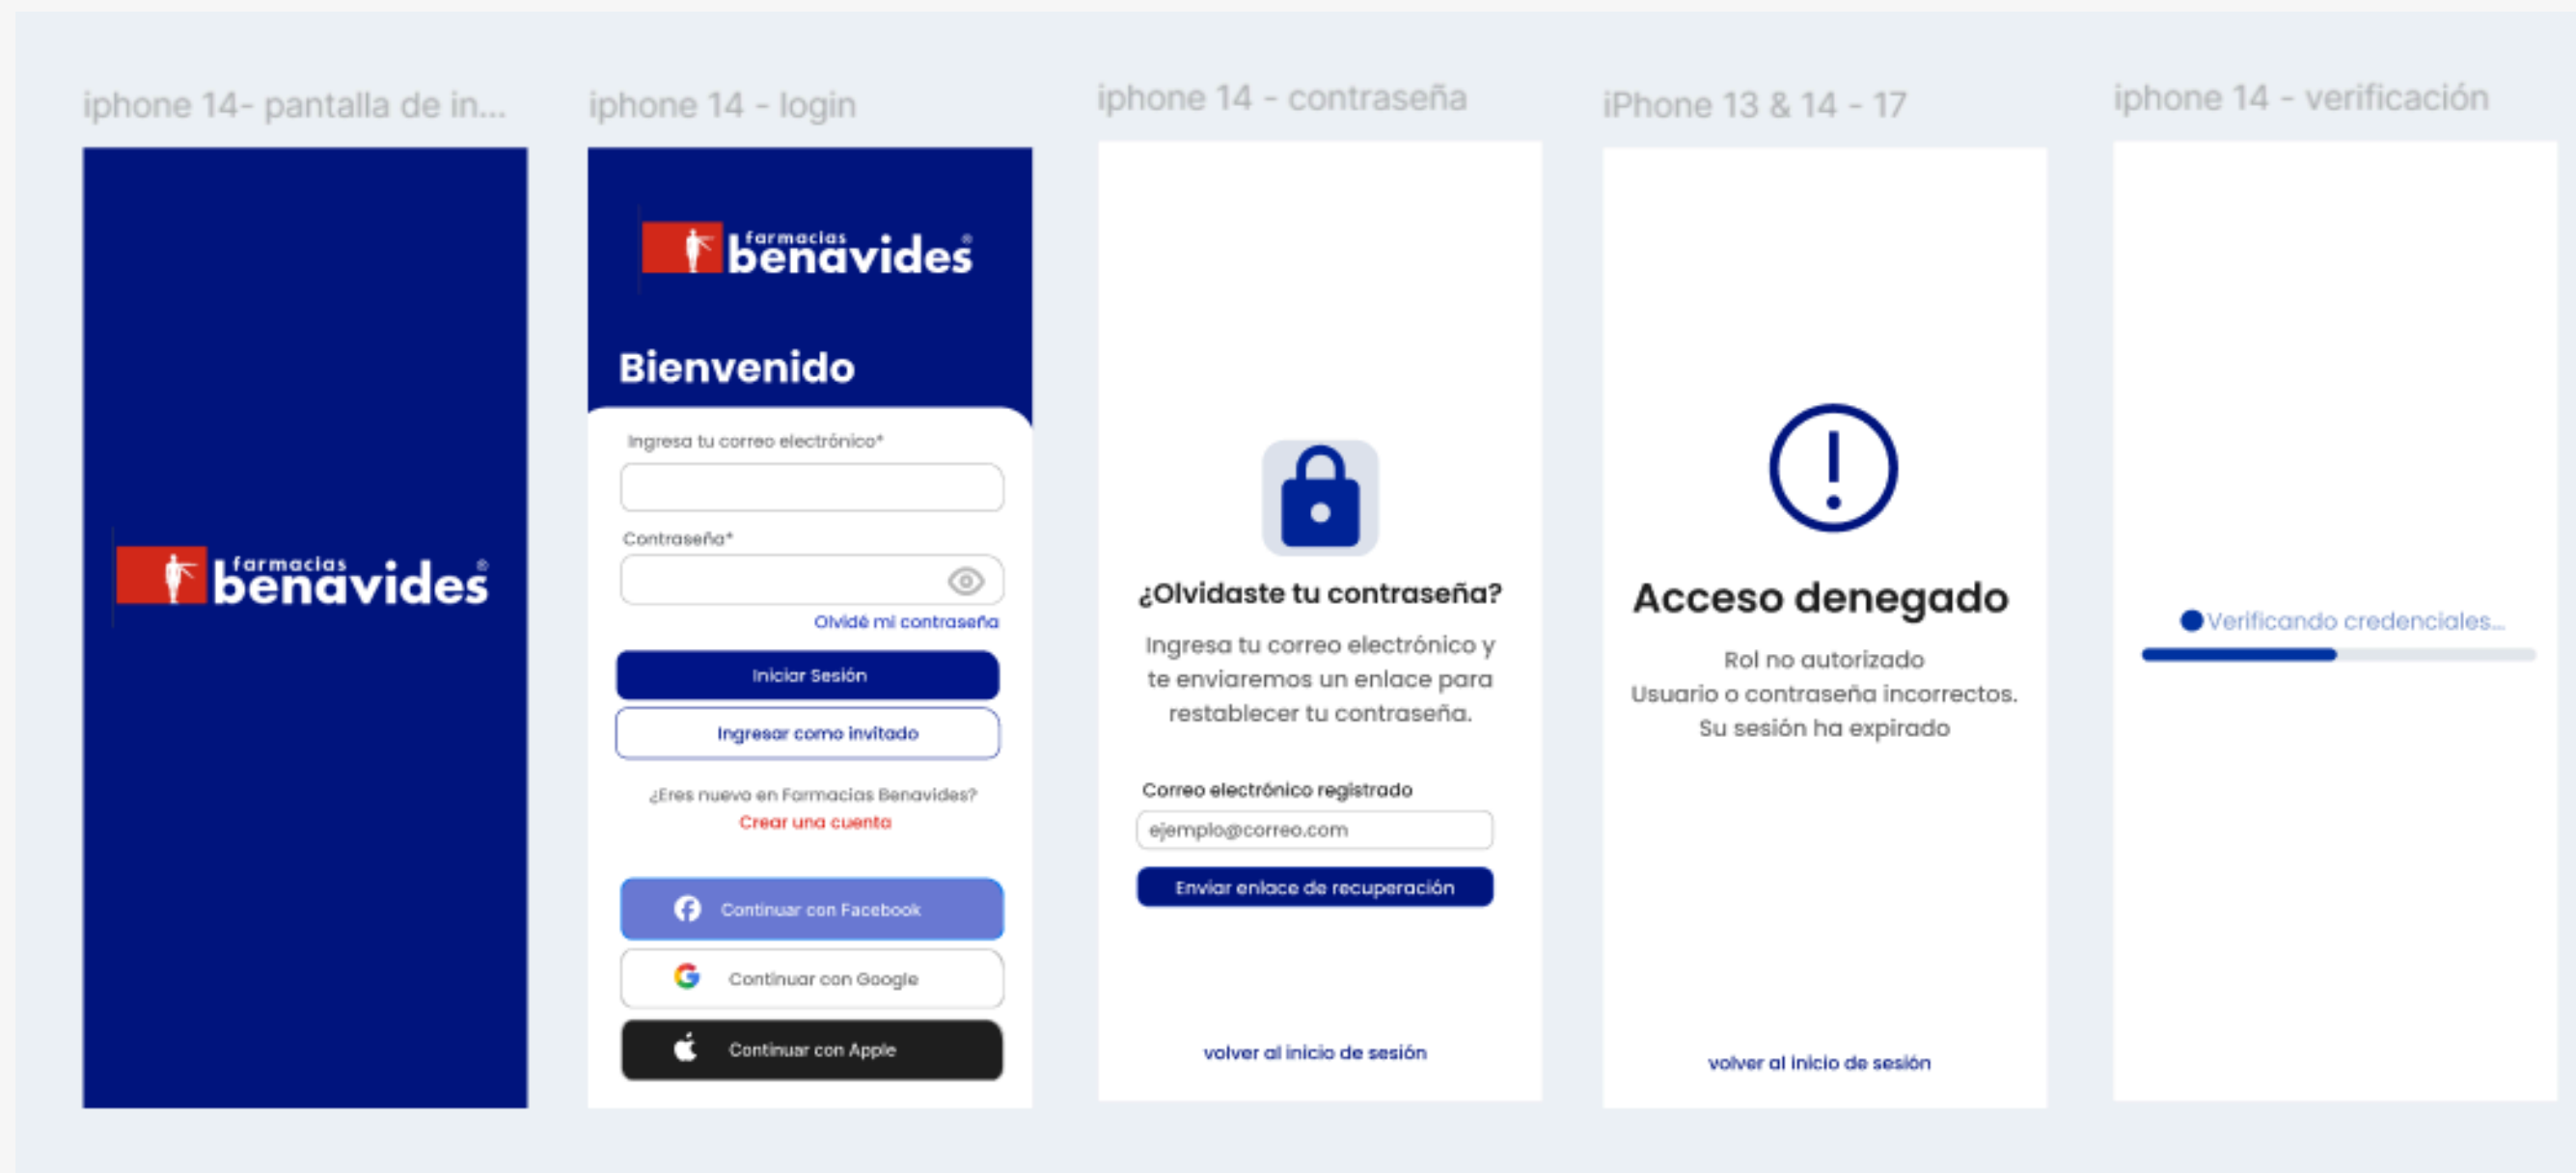 iphone 14- pantalla de in...
farmacias
benavides®
iphone 14 - login
farmacias
benavides®
Bienvenido
Ingresa tu correo electrónico*
Contraseña*
Olvidé mi contraseña
Iniciar Sesión
Ingresar como invitado
¿Eres nuevo en Farmacias Benavides?
Crear una cuenta
Continuar con Facebook
Continuar con Google
Continuar con Apple
iphone 14 - contraseña
¿Olvidaste tu contraseña?
Ingresa tu correo electrónico y
te enviaremos un enlace para
restablecer tu contraseña.
Correo electrónico registrado
ejemplo@correo.com
Enviar enlace de recuperación
volver al inicio de sesión
iPhone 13 & 14 - 17
Acceso denegado
Rol no autorizado
Usuario o contraseña incorrectos.
Su sesión ha expirado
volver al inicio de sesión
iphone 14 - verificación
Verificando credenciales...